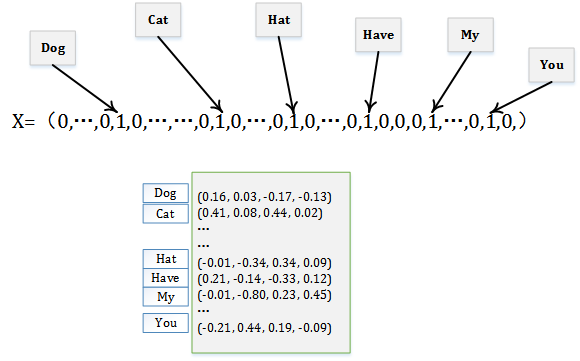 Dog
Cat
Hat
Have
My
You
X=（0,⋯,0,1,0,⋯,⋯,0,1,0,⋯,0,1,0,⋯,0,1,0,0,0,1,⋯,0,1,0,）
Dog (0.16, 0.03, -0.17, -0.13)
Cat (0.41, 0.08, 0.44, 0.02)
⋯
⋯
Hat (-0.01, -0.34, 0.34, 0.09)
Have (0.21, -0.14, -0.33, 0.12)
My (-0.01, -0.80, 0.23, 0.45)
⋯
You (-0.21, 0.44, 0.19, -0.09)